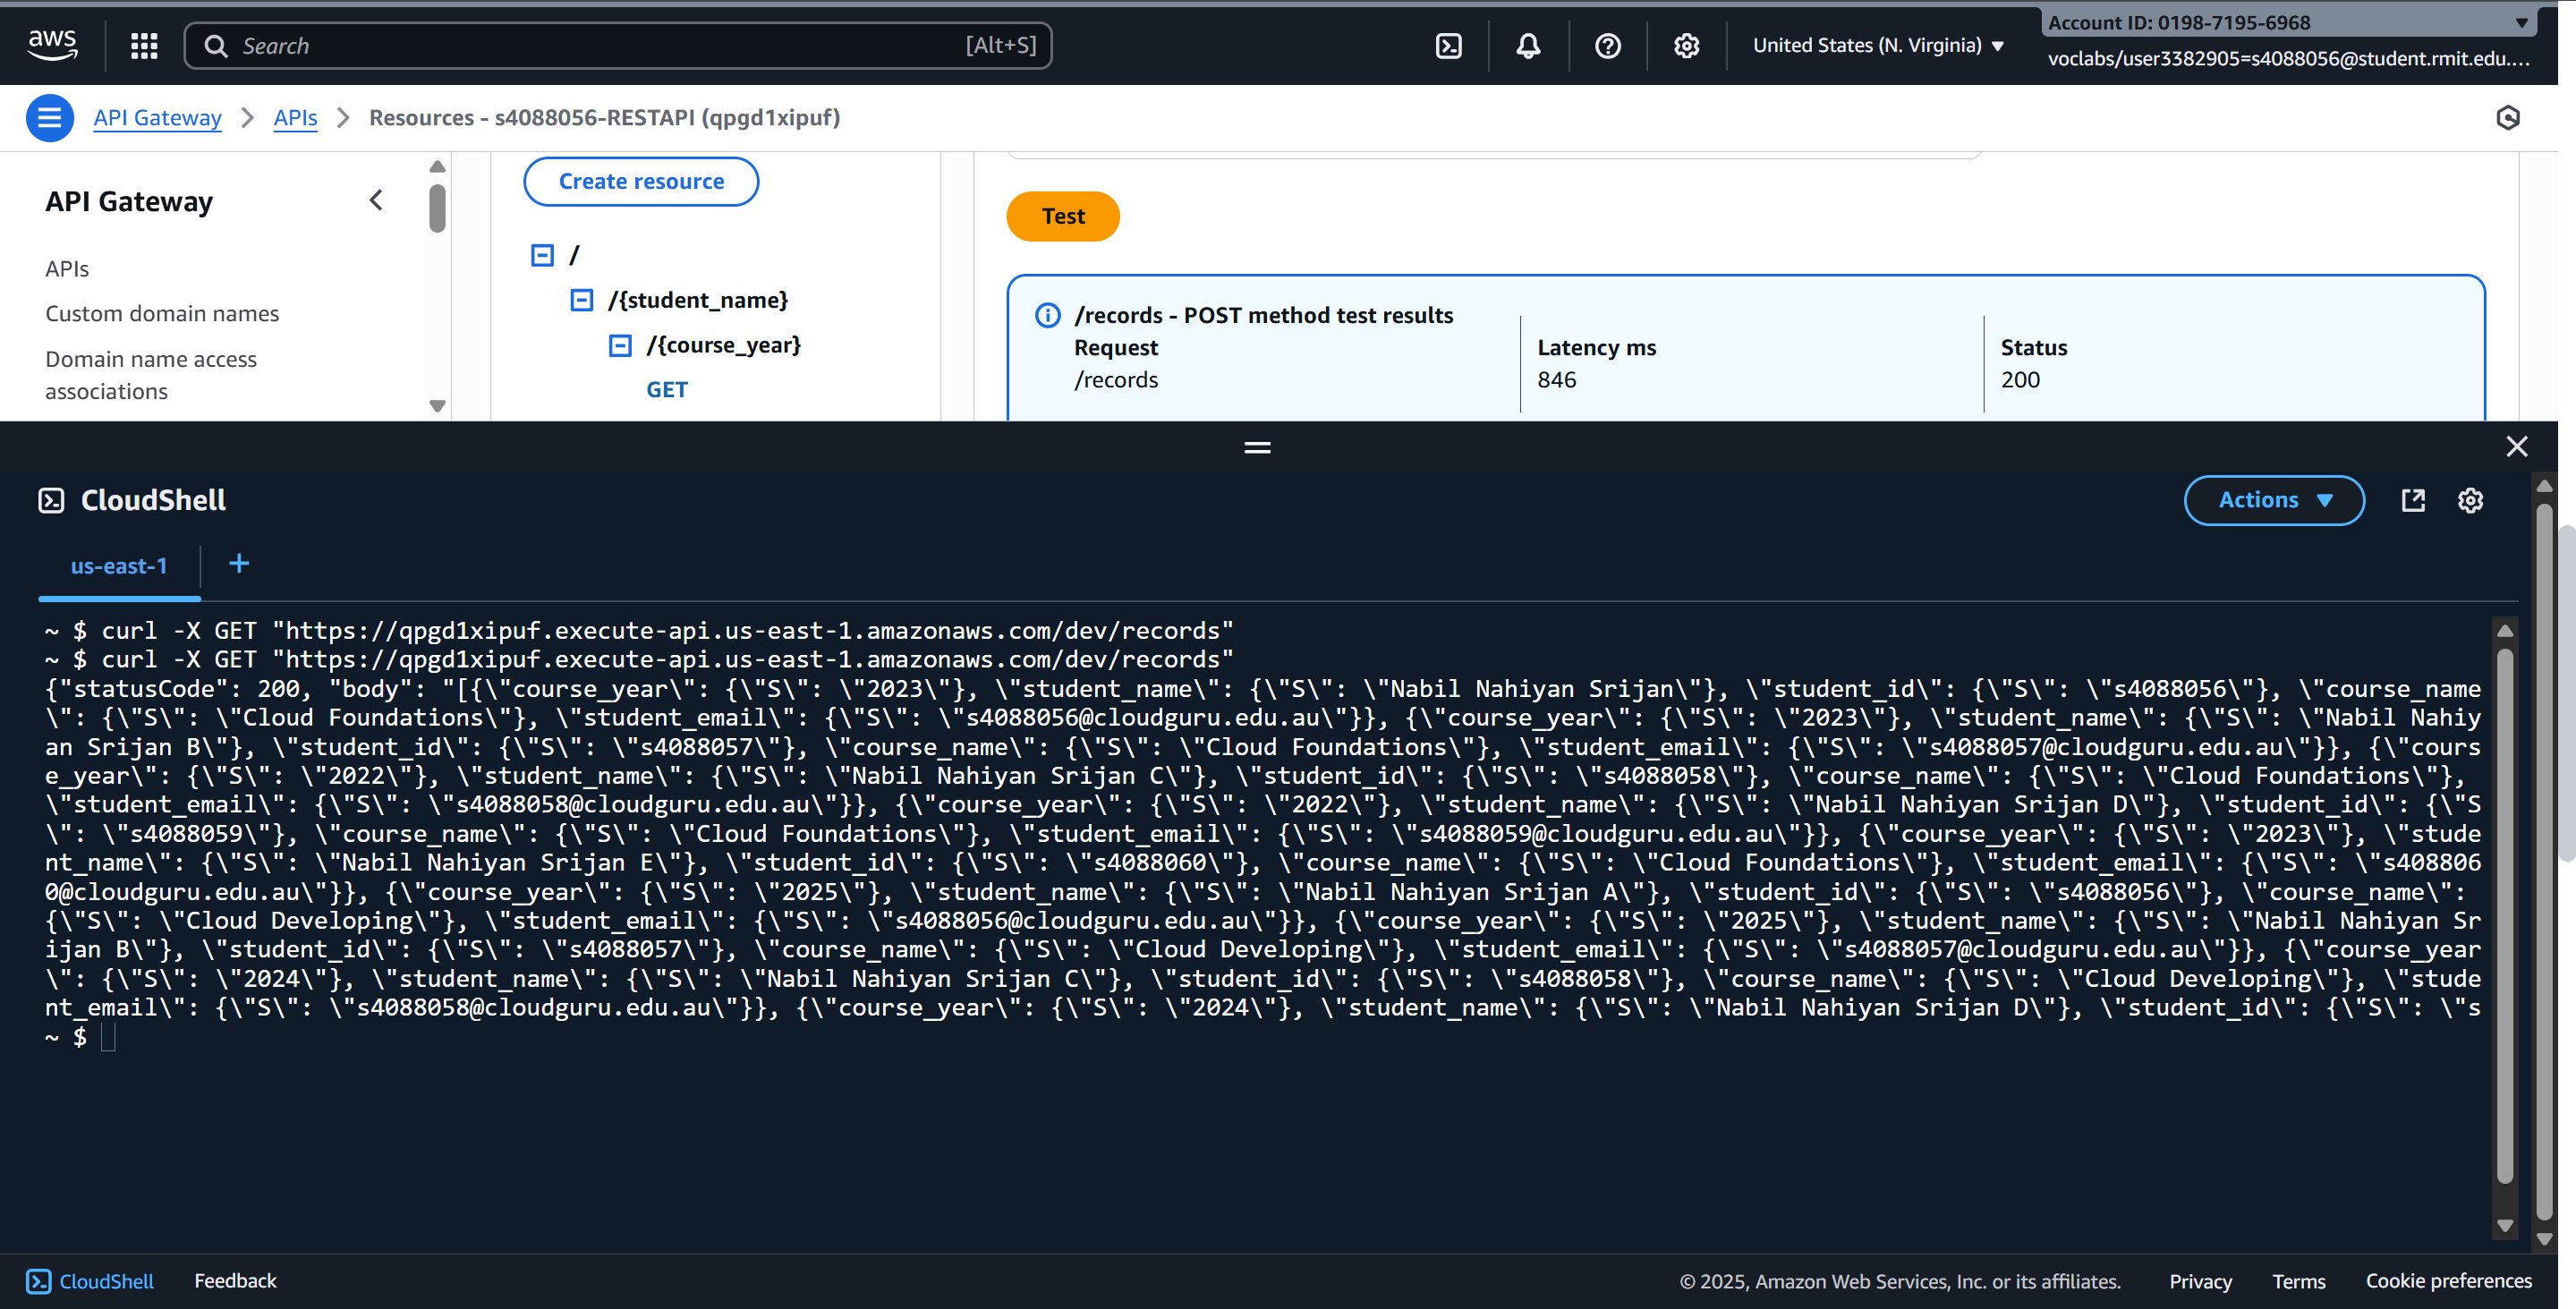 aws
Search
[Alt+S]
United States (N. Virginia)
Account ID: 0198-7195-6968
voclabs/user3382905=s4088056@student.rmit.edu....
API Gateway
APIs
Resources - s4088056-RESTAPI (qpgd1xipuf)
API Gateway
APIs
Custom domain names
Domain name access
associations
Create resource
/
/{student_name}
/{course_year}
GET
Test
/records - POST method test results
Request
/records
Latency ms
846
Status
200
CloudShell
Actions
us-east-1
+
~ $ curl -X GET "https://qpgd1xipuf.execute-api.us-east-1.amazonaws.com/dev/records"
~ $ curl -X GET "https://qpgd1xipuf.execute-api.us-east-1.amazonaws.com/dev/records"
{"statusCode": 200, "body": "[{\"course_year\": {\"S\": \"2023\"}, \"student_name\": {\"S\": \"Nabil Nahiyan Srijan\"}, \"student_id\": {\"S\": \"s4088056\"}, \"course_name
\": {\"S\": \"Cloud Foundations\"}, \"student_email\": {\"S\": \"s4088056@cloudguru.edu.au\"}}, {\"course_year\": {\"S\": \"2023\"}, \"student_name\": {\"S\": \"Nabil Nahiy
an Srijan B\"}, \"student_id\": {\"S\": \"s4088057\"}, \"course_name\": {\"S\": \"Cloud Foundations\"}, \"student_email\": {\"S\": \"s4088057@cloudguru.edu.au\"}}, {\"cours
e_year\": {\"S\": \"2022\"}, \"student_name\": {\"S\": \"Nabil Nahiyan Srijan C\"}, \"student_id\": {\"S\": \"s4088058\"}, \"course_name\": {\"S\": \"Cloud Foundations\"},
\"student_email\": {\"S\": \"s4088058@cloudguru.edu.au\"}}, {\"course_year\": {\"S\": \"2022\"}, \"student_name\": {\"S\": \"Nabil Nahiyan Srijan D\"}, \"student_id\": {\"S
\": \"s4088059\"}, \"course_name\": {\"S\": \"Cloud Foundations\"}, \"student_email\": {\"S\": \"s4088059@cloudguru.edu.au\"}}, {\"course_year\": {\"S\": \"2023\"}, \"stude
nt_name\": {\"S\": \"Nabil Nahiyan Srijan E\"}, \"student_id\": {\"S\": \"s4088060\"}, \"course_name\": {\"S\": \"Cloud Foundations\"}, \"student_email\": {\"S\": \"s408806
0@cloudguru.edu.au\"}}, {\"course_year\": {\"S\": \"2025\"}, \"student_name\": {\"S\": \"Nabil Nahiyan Srijan A\"}, \"student_id\": {\"S\": \"s4088056\"}, \"course_name\":
{\"S\": \"Cloud Developing\"}, \"student_email\": {\"S\": \"s4088056@cloudguru.edu.au\"}}, {\"course_year\": {\"S\": \"2025\"}, \"student_name\": {\"S\": \"Nabil Nahiyan Sr
ijan B\"}, \"student_id\": {\"S\": \"s4088057\"}, \"course_name\": {\"S\": \"Cloud Developing\"}, \"student_email\": {\"S\": \"s4088057@cloudguru.edu.au\"}}, {\"course_year
\": {\"S\": \"2024\"}, \"student_name\": {\"S\": \"Nabil Nahiyan Srijan C\"}, \"student_id\": {\"S\": \"s4088058\"}, \"course_name\": {\"S\": \"Cloud Developing\"}, \"stude
nt_email\": {\"S\": \"s4088058@cloudguru.edu.au\"}}, {\"course_year\": {\"S\": \"2024\"}, \"student_name\": {\"S\": \"Nabil Nahiyan Srijan D\"}, \"student_id\": {\"S\": \"s
~ $
CloudShell
Feedback
© 2025, Amazon Web Services, Inc. or its affiliates.
Privacy
Terms
Cookie preferences